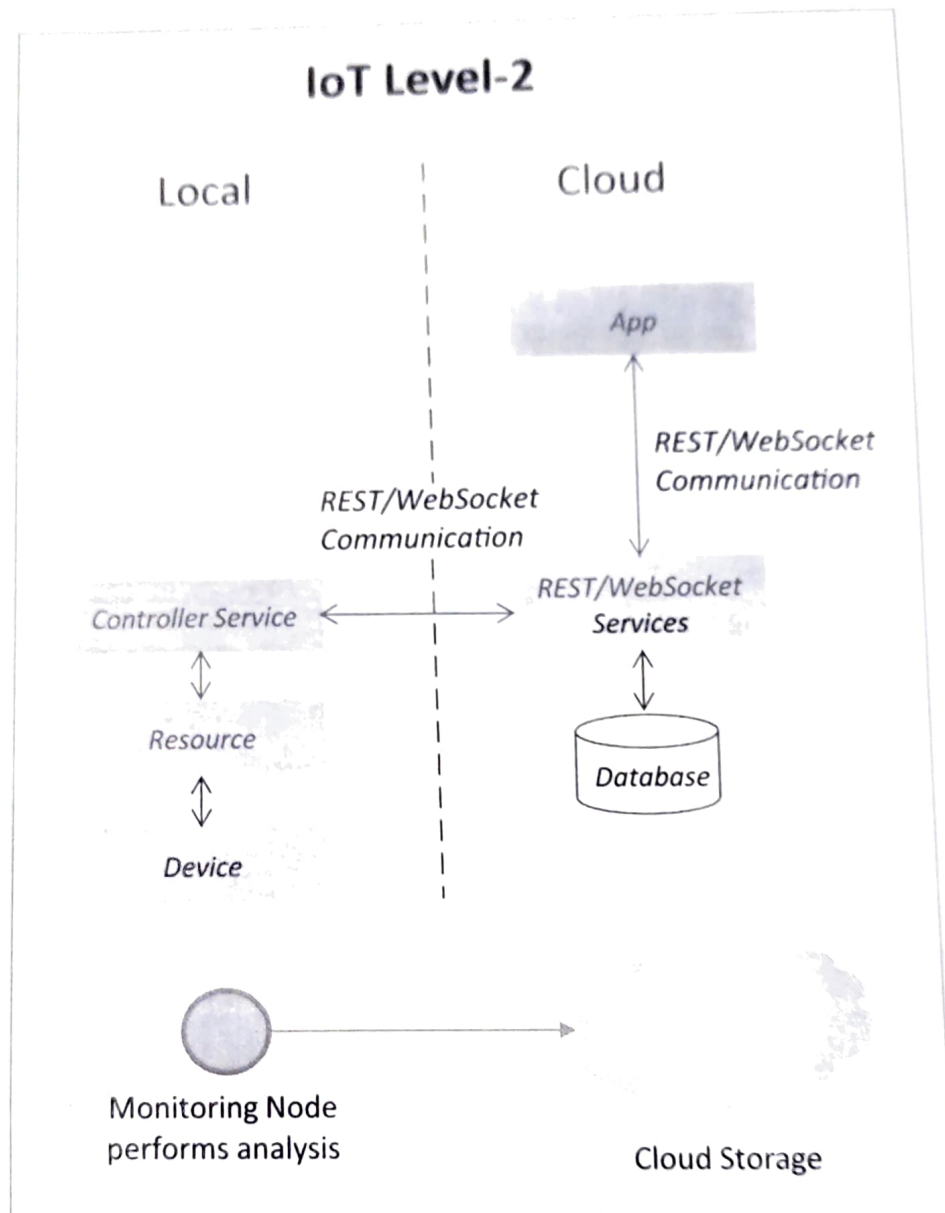 IoT Level-2
Local
Cloud
App
REST/WebSocket
Communication
REST/WebSocket
Communication
Controller Service
REST/WebSocket
Services
Resource
Database
Device
Monitoring Node
performs analysis
Cloud Storage